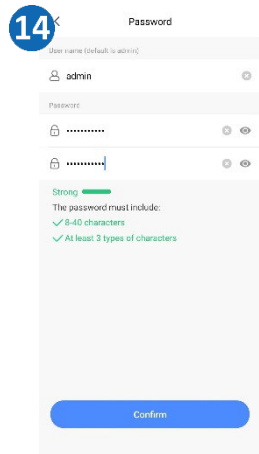 14
Password
User name (default is admin)
admin
Password
•••••••••••
•••••••••••
Strong
The password must include:
8-40 characters
At least 3 types of characters
Confirm